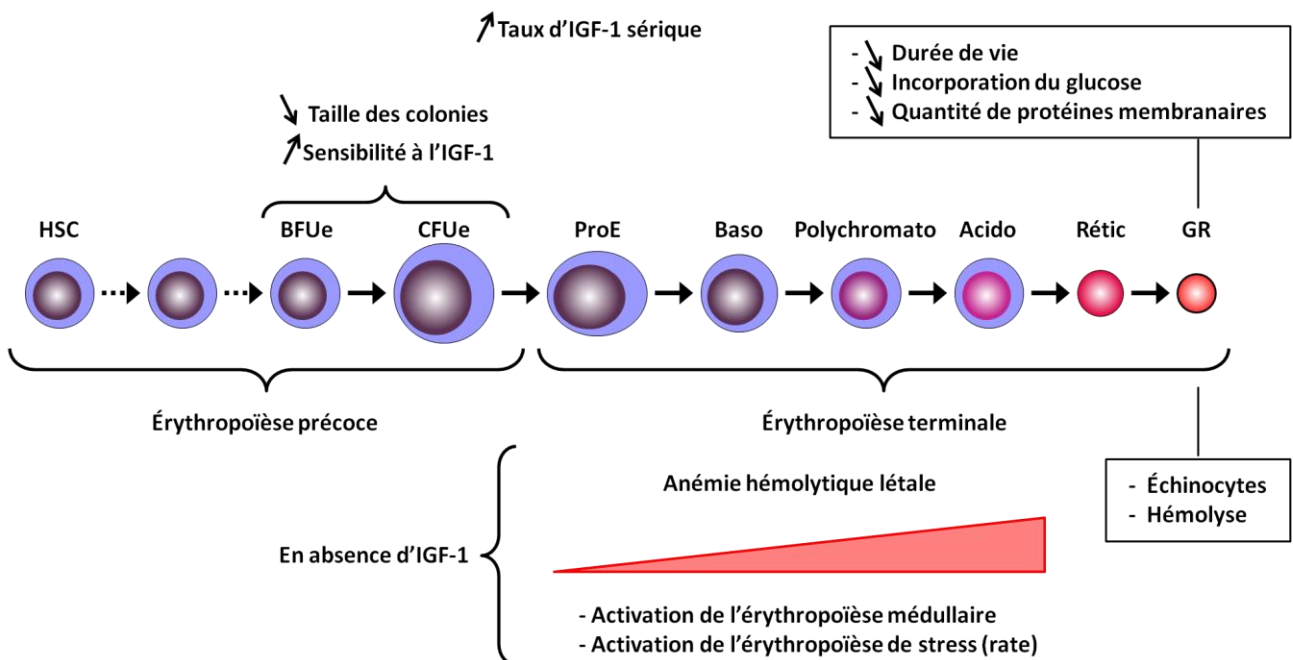 Taux d'IGF-1 sérique
- Durée de vie
- Incorporation du glucose
- Quantité de protéines membranaires
Taille des colonies
Sensibilité à l'IGF-1
HSC BFUe CFUe ProE Baso Polychromato Acido Rétic GR
Érythropoïèse précoce
Érythropoïèse terminale
En absence d'IGF-1
Anémie hémolytique létale
- Activation de l'érythropoïèse médullaire
- Activation de l'érythropoïèse de stress (rate)
- Échinocytes
- Hémolyse